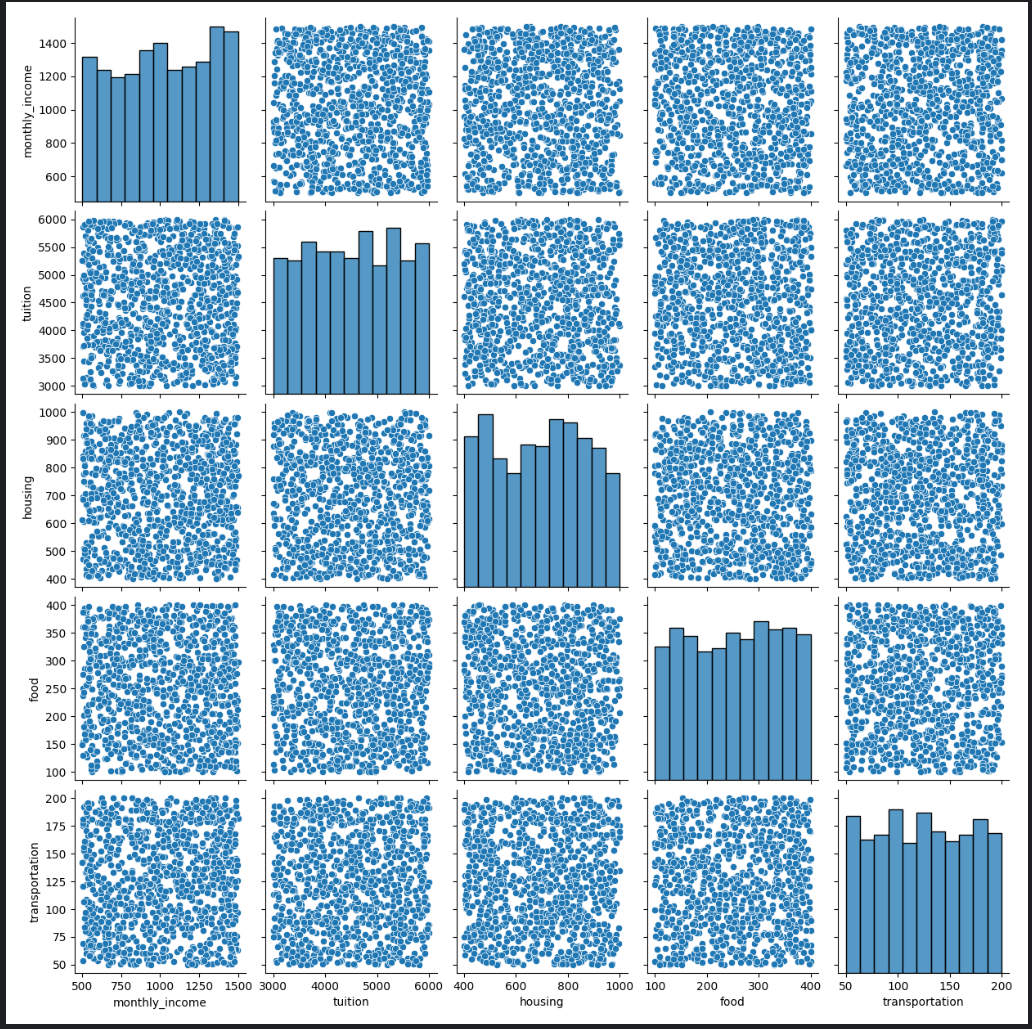 1400
1200
1000
800
600
monthly_income
6000
5500
5000
4500
4000
3500
3000
tuition
1000
900
800
700
600
500
400
housing
400
350
300
250
200
150
100
food
200
175
150
125
100
75
50
transportation
500 750 1000 1250 1500
monthly_income
3000 4000 5000 6000
tuition
400 600 800 1000
housing
100 200 300 400
food
50 100 150 200
transportation